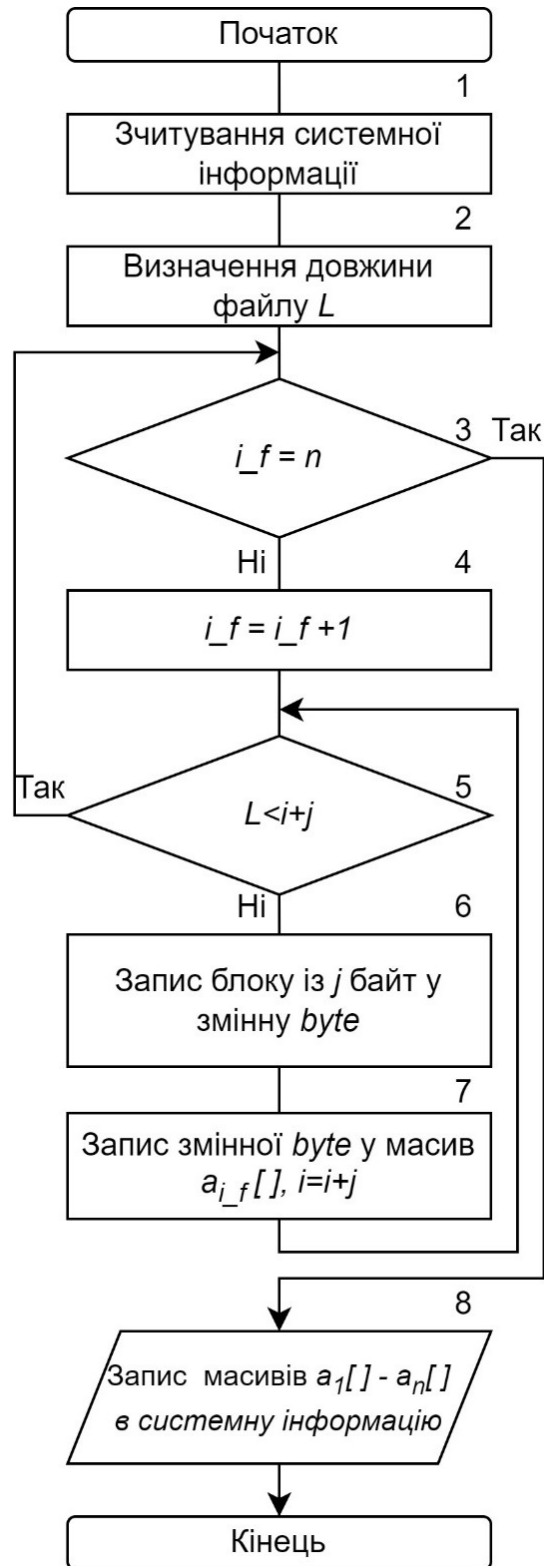 Початок
1
Зчитування системної
інформації
2
Визначення довжини
файлу L
3 Так
i_f = n
Ні
4
i_f = i_f +1
Так
5
L<i+j
Ні
6
Запис блоку із j байт у
змінну byte
7
Запис змінної byte у масив
a_{i_f} [ ], i=i+j
8
Запис масивів a_1[ ] - a_n[ ]
в системну інформацію
Кінець